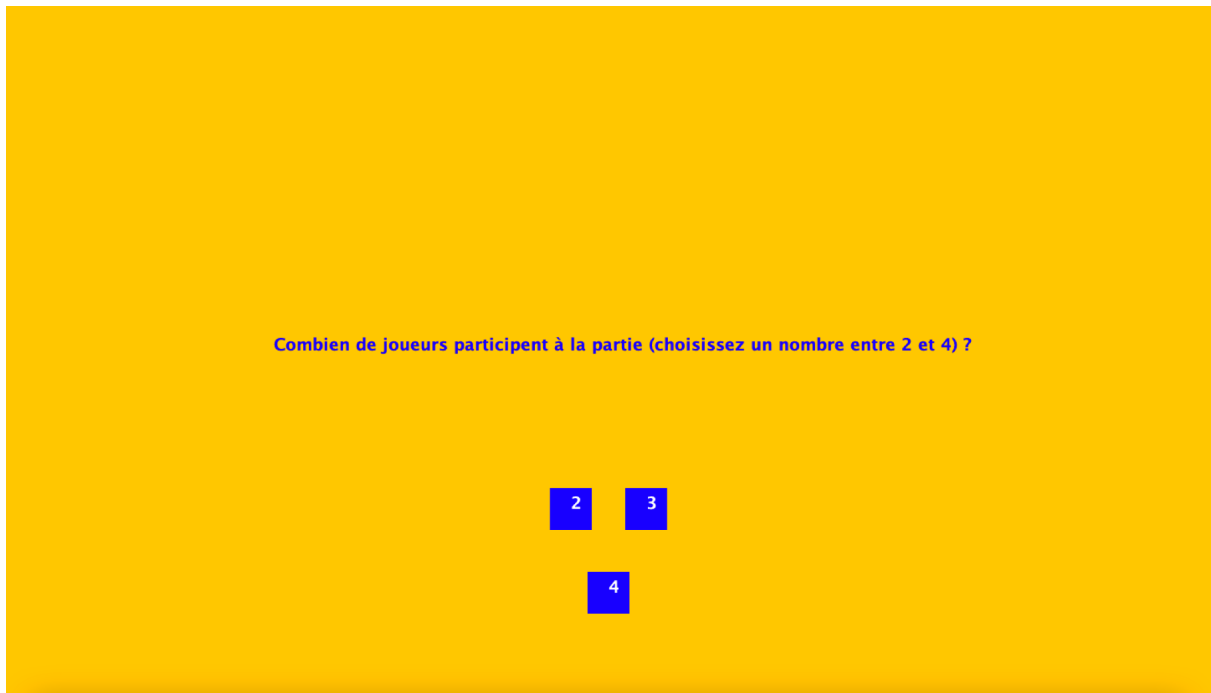 Combien de joueurs participent à la partie (choisissez un nombre entre 2 et 4) ?
2 3
4